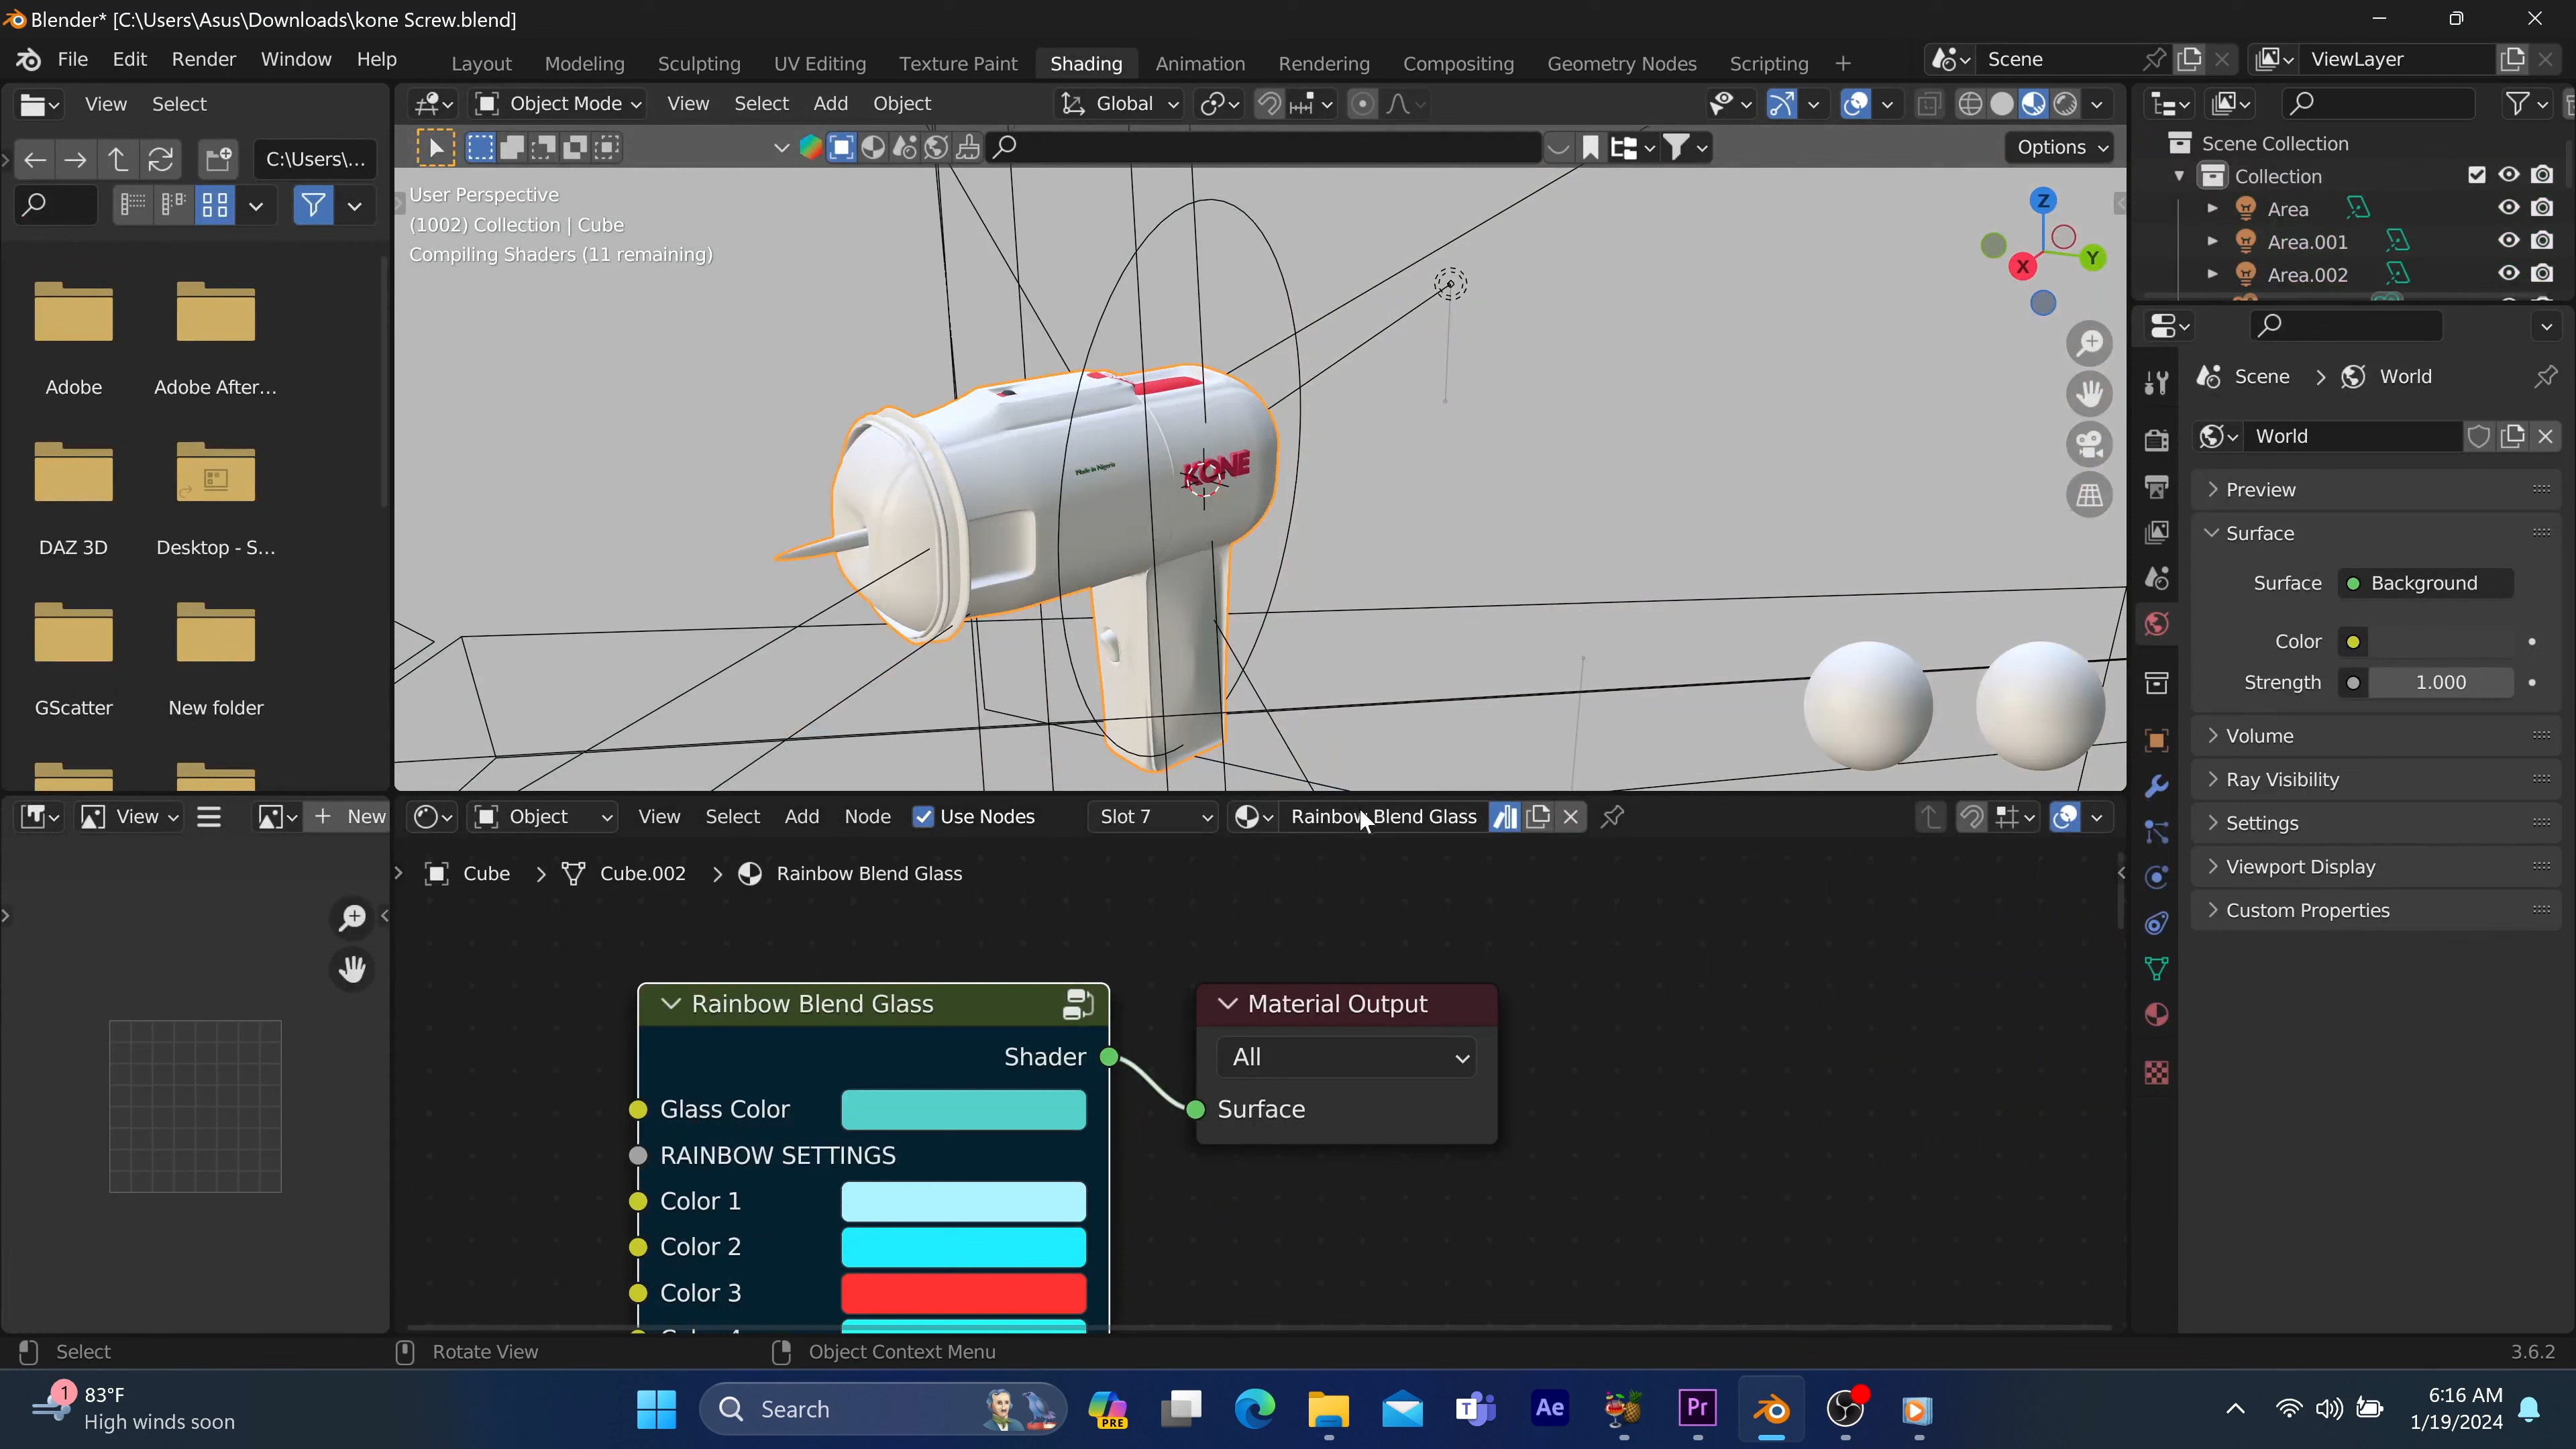 Blender* [C:\Users\Asus\Downloads\kone Screw.blend]
File Edit Render Window Help
Layout Modeling Sculpting UV Editing Texture Paint Shading Animation Rendering Compositing Geometry Nodes Scripting +
Scene
ViewLayer
View Select
Object Mode View Select Add Object
Global
C:\Users\...
Options
User Perspective
(1002) Collection | Cube
Compiling Shaders (11 remaining)
Z
Y
X
KONE
Made in Nigeria
Scene Collection
Collection
Area
Area.001
Area.002
Adobe
Adobe After...
DAZ 3D
Desktop - S...
GScatter
New folder
Scene > World
World
Preview
Surface
Surface Background
Color
Strength 1.000
Volume
Ray Visibility
Settings
Viewport Display
Custom Properties
View
+ New
Object View Select Add Node Use Nodes Slot 7 Rainbow Blend Glass
Cube > Cube.002 > Rainbow Blend Glass
Rainbow Blend Glass
Shader
Glass Color
RAINBOW SETTINGS
Color 1
Color 2
Color 3
Material Output
All
Surface
Select
Rotate View
Object Context Menu
3.6.2
1
83°F
High winds soon
Search
PRE
Ae
Pr
6:16 AM
1/19/2024